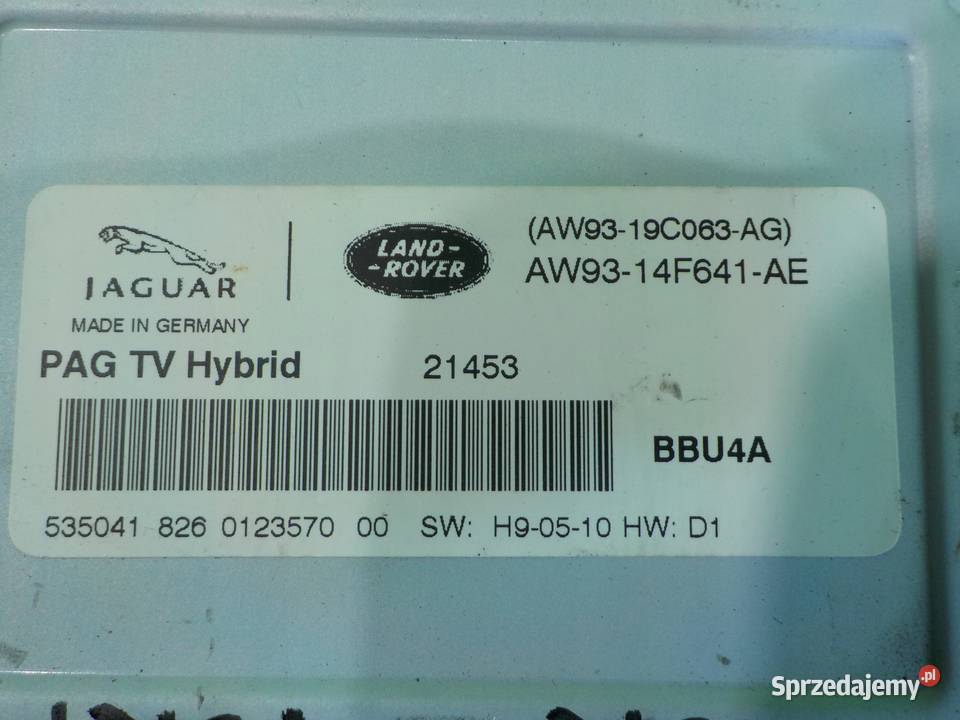 JAGUAR
LAND-
-ROVER
(AW93-19C063-AG)
AW93-14F641-AE
MADE IN GERMANY
PAG TV Hybrid 21453
BBU4A
535041 826 0123570 00 SW: H9-05-10 HW: D1
Sprzedajemy.pl